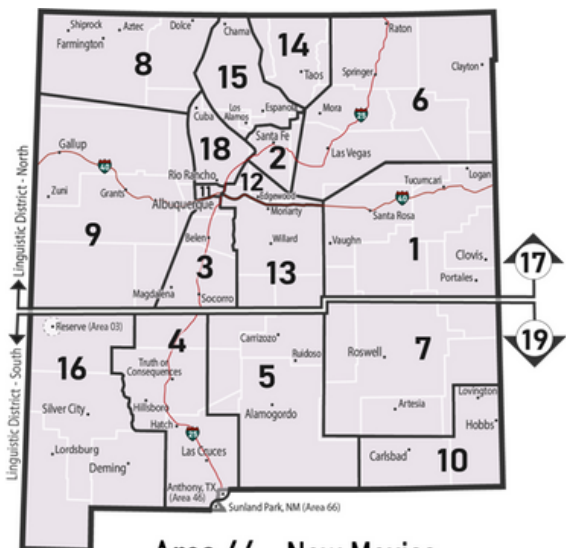 Shiprock
Aztec
Dolce
Chama
Raton
Farmington
8
14
15
Taos
Springer
Clayton
6
Cuba
Los
Alamos
Espanola
Mora
25
Santa Fe
Gallup
18
2
Las Vegas
40
Rio Rancho
12
Tucumcari
Logan
Zuni
Grants
11
Edgewood
40
Albuquerque
Moriarty
Santa Rosa
9
Belen
Willard
Vaughn
1
Clovis
3
13
Portales
17
Magdalena
Socorro
Linguistic District - North
Linguistic District - South
19
Reserve (Area 03)
4
Carrizozo
7
16
Truth or
Consequences
5
Ruidoso
Roswell
Silver City
Hillsboro
Alamogordo
Artesia
Lovington
Hatch
25
Hobbs
Lordsburg
Las Cruces
Carlsbad
10
Deming
Anthony, TX
(Area 46)
Sunland Park, NM (Area 66)